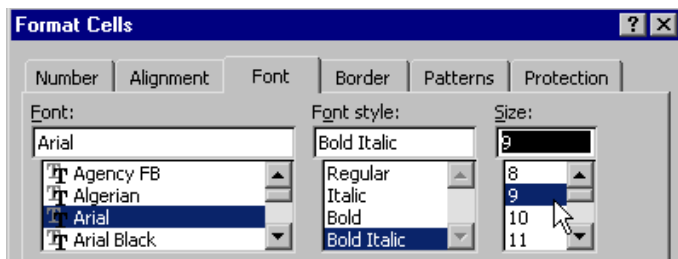 Format Cells
Number Alignment Font Border Patterns Protection
Font: Font style: Size:
Arial Bold Italic 9
Agency FB Regular 8
Algerian Italic 9
Arial Bold 10
Arial Black Bold Italic 11